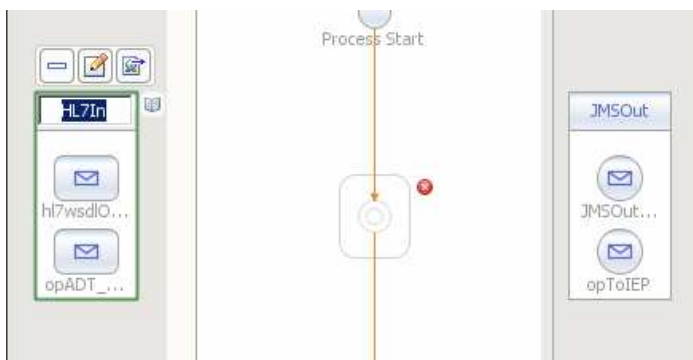 Process Start
HL7In
JMSOut
hl7wsdlO...
JMSOut...
opADT_...
opToIEP